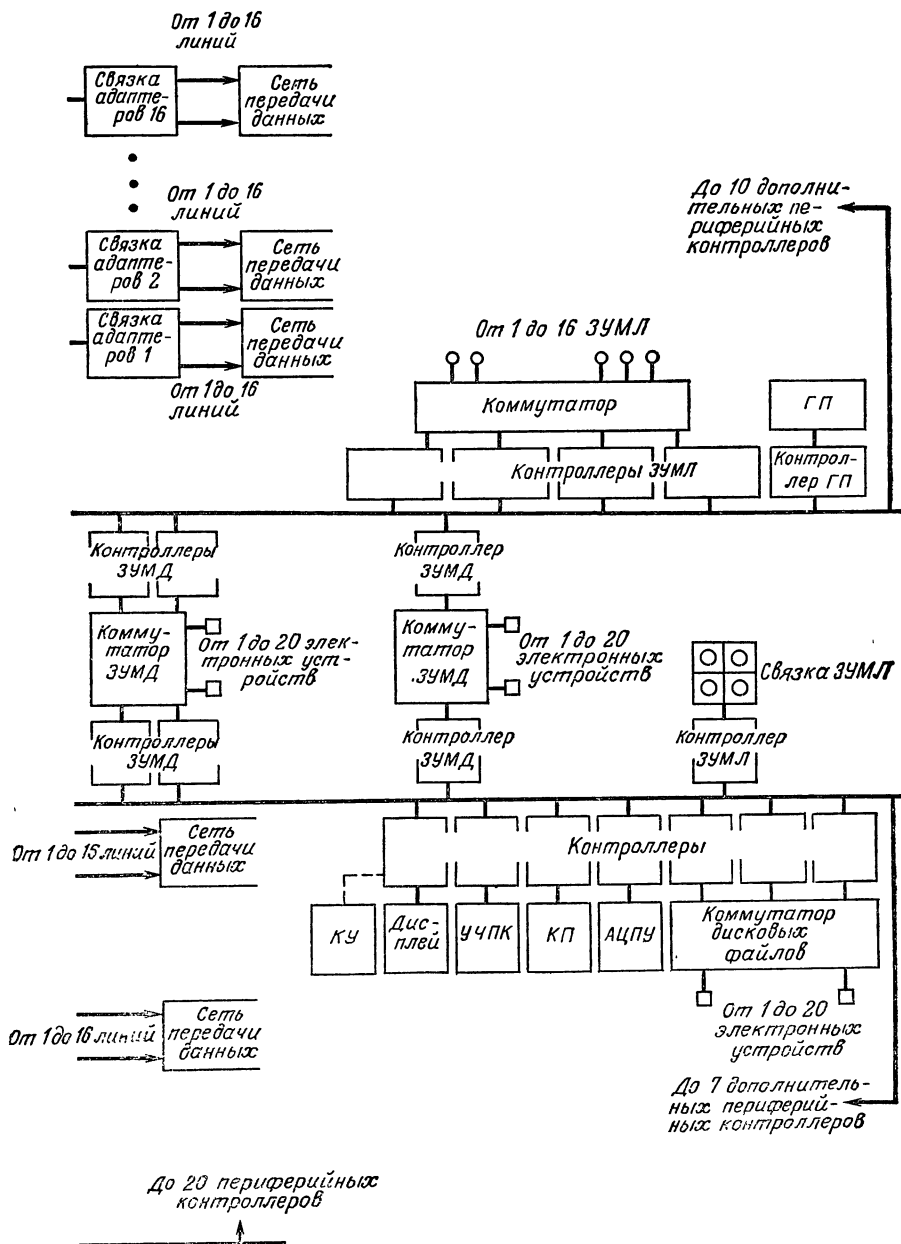 От 1 до 16
линий
Связка
адапте-
ров 16
Сеть
передачи
данных
От 1 до 16
линий
Связка
адапте-
ров 2
Сеть
передачи
данных
Связка
адапте-
ров 1
Сеть
передачи
данных
От 1 до 16
линий
До 10 дополни-
тельных пе-
риферийных
контроллеров
От 1 до 16 ЗУМЛ
Коммутатор
ГП
Контроллеры ЗУМЛ
Контрол-
лер ГП
Контроллеры
ЗУМД
Контроллер
ЗУМД
Комму-
татор
ЗУМД
От 1 до 20 элек-
тронных уст-
ройств
Комму-
татор
.ЗУМД
От 1 до 20
электронных
устройств
Связка ЗУМЛ
Контроллеры
ЗУМД
Контроллер
ЗУМД
Контроллер
ЗУМЛ
От 1 до 15 линий
Сеть
передачи
данных
Контроллеры
КУ
Дис-
плей
УЧПК
КП
АЦПУ
Коммутатор
дисковых
файлов
От 1 до 16 линий
Сеть
передачи
данных
От 1 до 20
электронных
устройств
До 7 дополнитель-
ных периферий-
ных контроллеров
До 20 периферийных
контроллеров